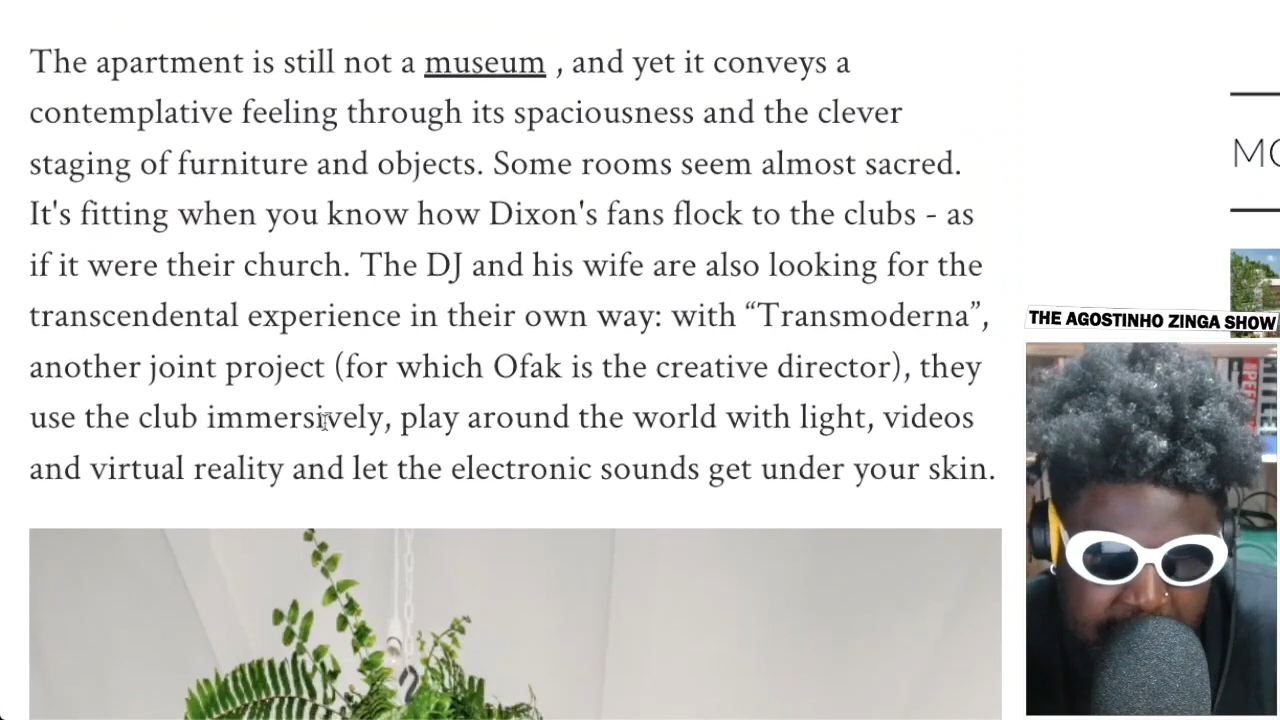 The apartment is still not a museum , and yet it conveys a
contemplative feeling through its spaciousness and the clever
staging of furniture and objects. Some rooms seem almost sacred.
It's fitting when you know how Dixon's fans flock to the clubs - as
if it were their church. The DJ and his wife are also looking for the
transcendental experience in their own way: with “Transmoderna”,
another joint project (for which Ofak is the creative director), they
use the club immersively, play around the world with light, videos
and virtual reality and let the electronic sounds get under your skin.
MO
THE AGOSTINHO ZINGA SHOW